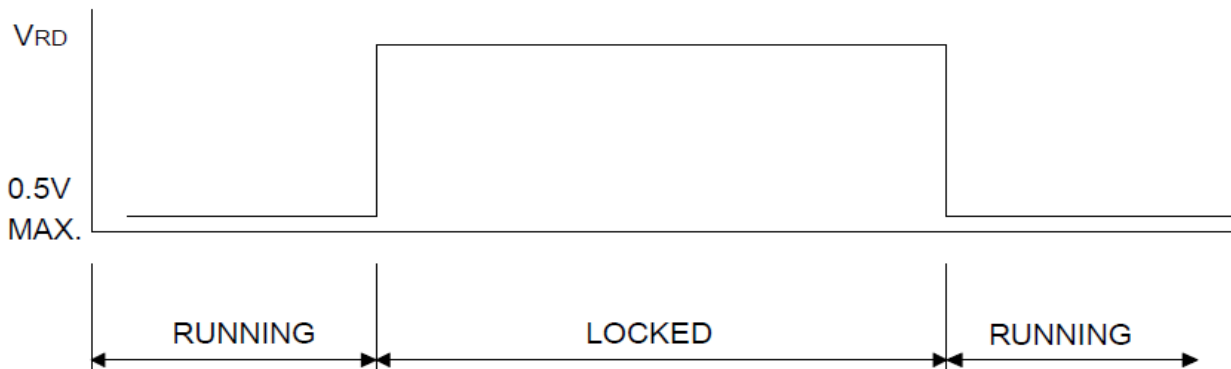 VRD
0.5V
MAX.
RUNNING
LOCKED
RUNNING